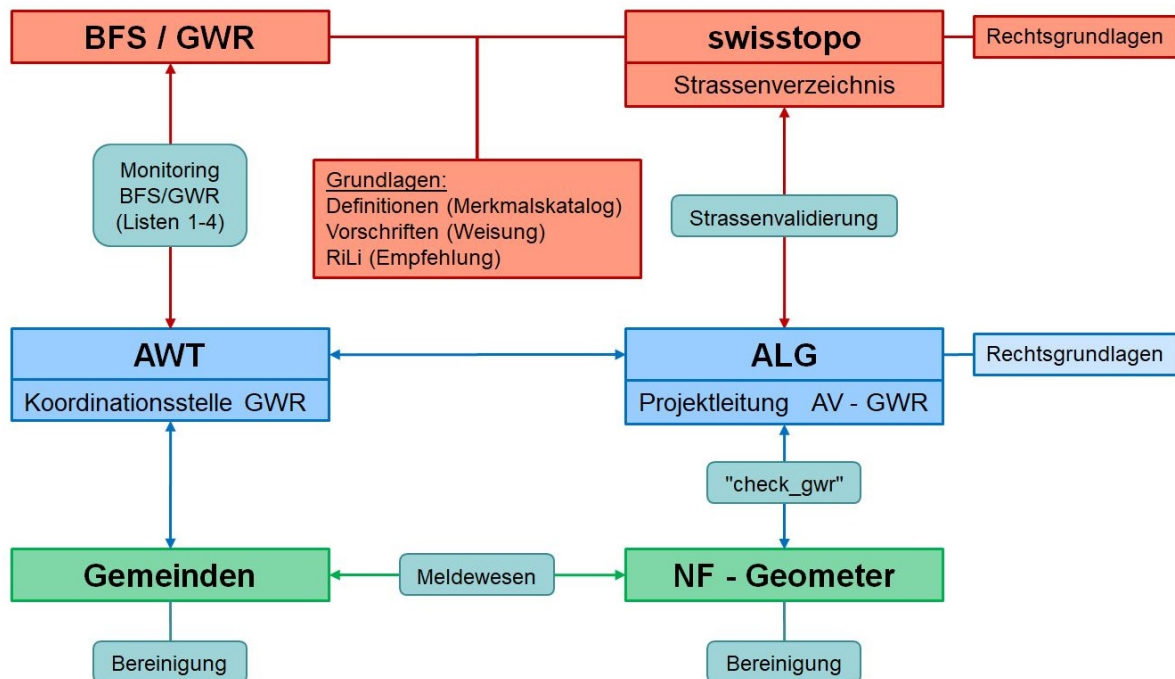 BFS / GWR
swisstopo
Rechtsgrundlagen
Strassenverzeichnis
Monitoring
BFS/GWR
(Listen 1-4)
Grundlagen:
Definitionen (Merkmalskatalog)
Vorschriften (Weisung)
RiLi (Empfehlung)
Strassenvalidierung
AWT
Koordinationsstelle GWR
ALG
Projektleitung AV - GWR
Rechtsgrundlagen
"check_gwr"
Gemeinden
Meldewesen
NF - Geometer
Bereinigung
Bereinigung